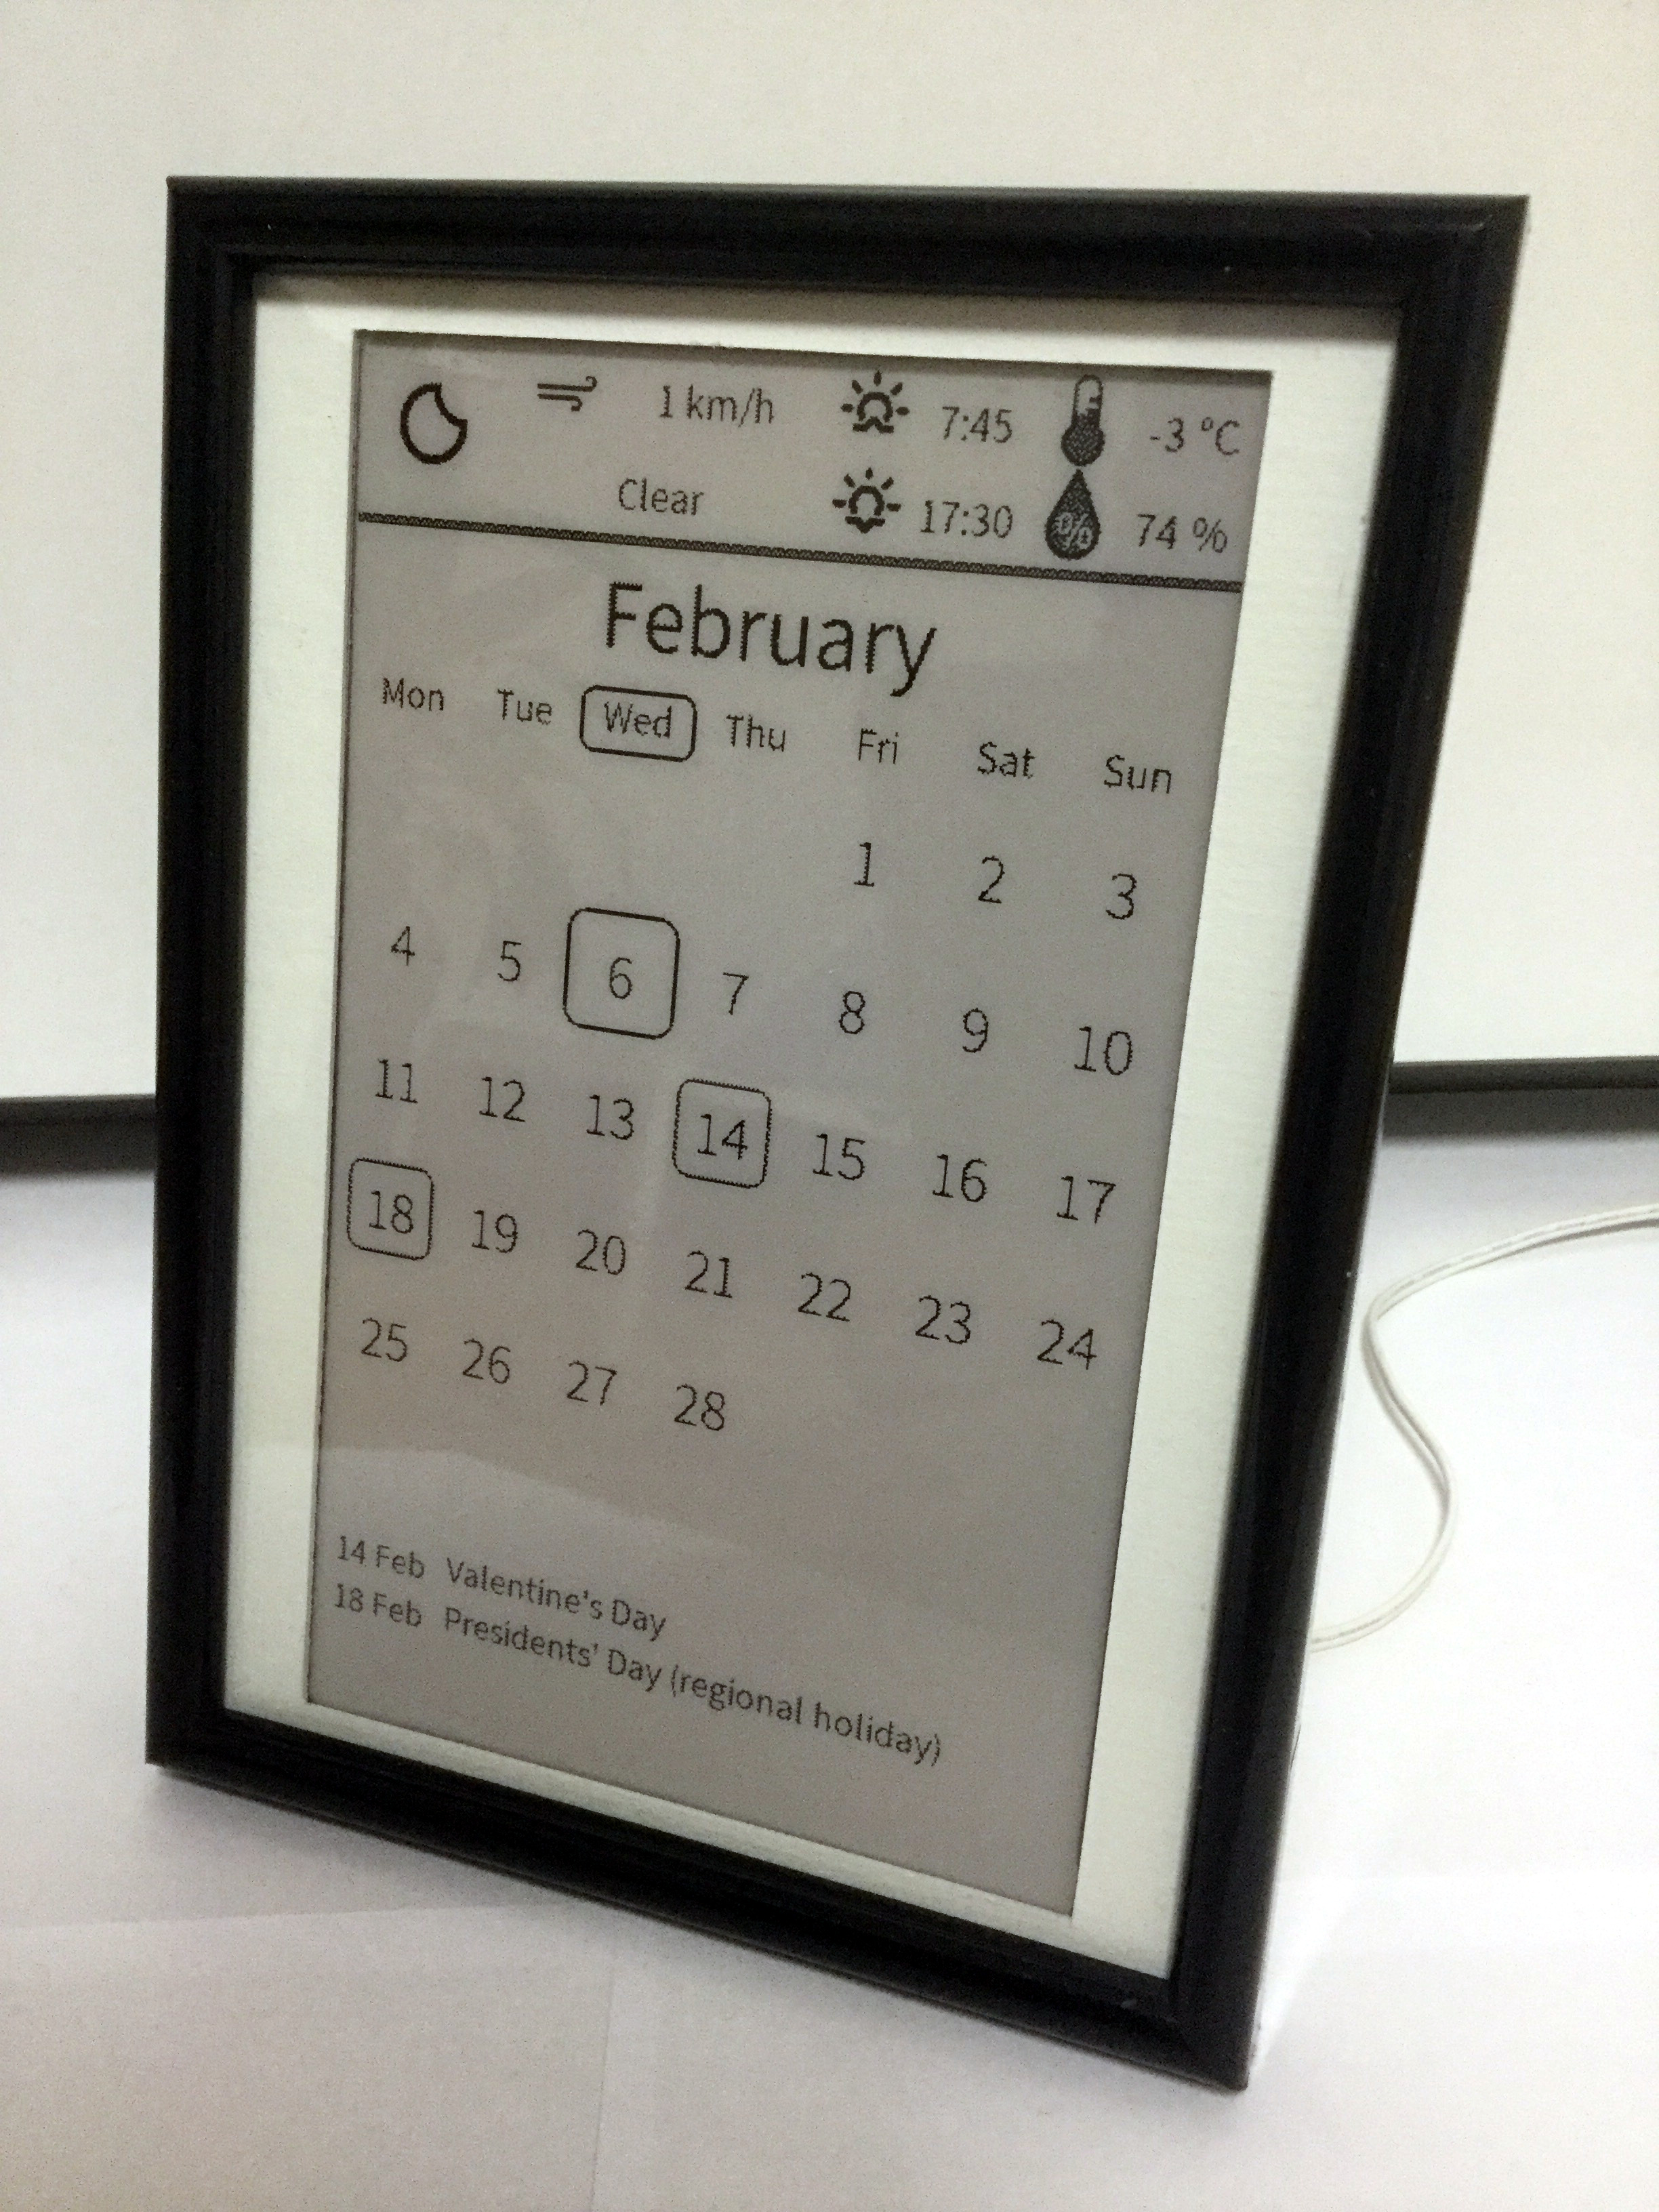 1 km/h 7:45 -3 °C
Clear 17:30 % 74 %
February
Mon Tue Wed Thu Fri Sat Sun
1 2 3
4 5 6 7 8 9 10
11 12 13 14 15 16 17
18 19 20 21 22 23 24
25 26 27 28
14 Feb Valentine's Day
18 Feb Presidents' Day (regional holiday)